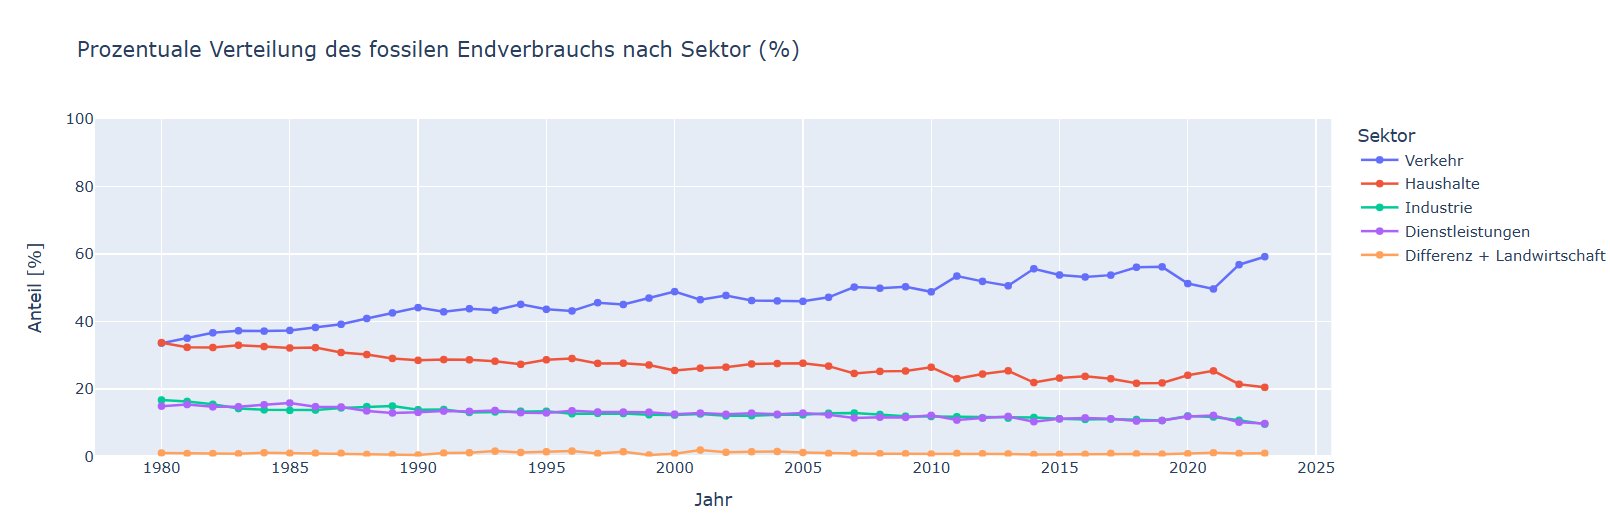 Prozentuale Verteilung des fossilen Endverbrauchs nach Sektor (%)
100
80
60
40
20
0
Anteil [%]
1980
1985
1990
1995
2000
2005
2010
2015
2020
2025
Jahr
Sektor
Verkehr
Haushalte
Industrie
Dienstleistungen
Differenz + Landwirtschaft